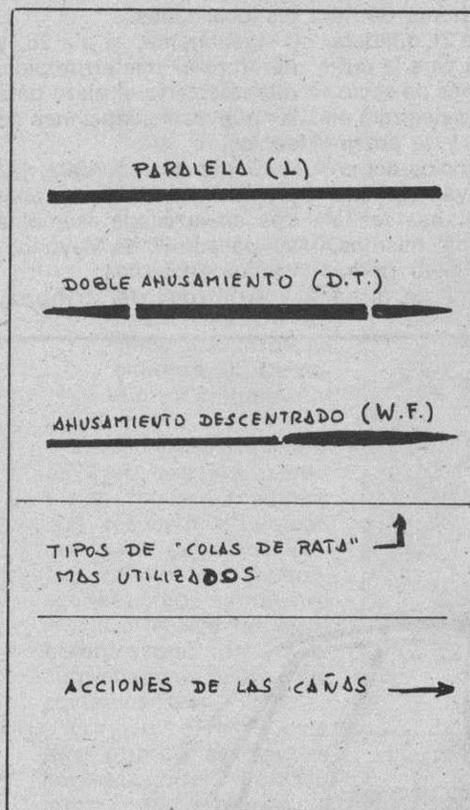 PARALELA (L)
DOBLE AHUSAMIENTO (D.T.)
AHUSAMIENTO DESCENTRADO (W.F.)
TIPOS DE "COLAS DE RATA"
MAS UTILIZADOS
ACCIONES DE LAS CAÑAS